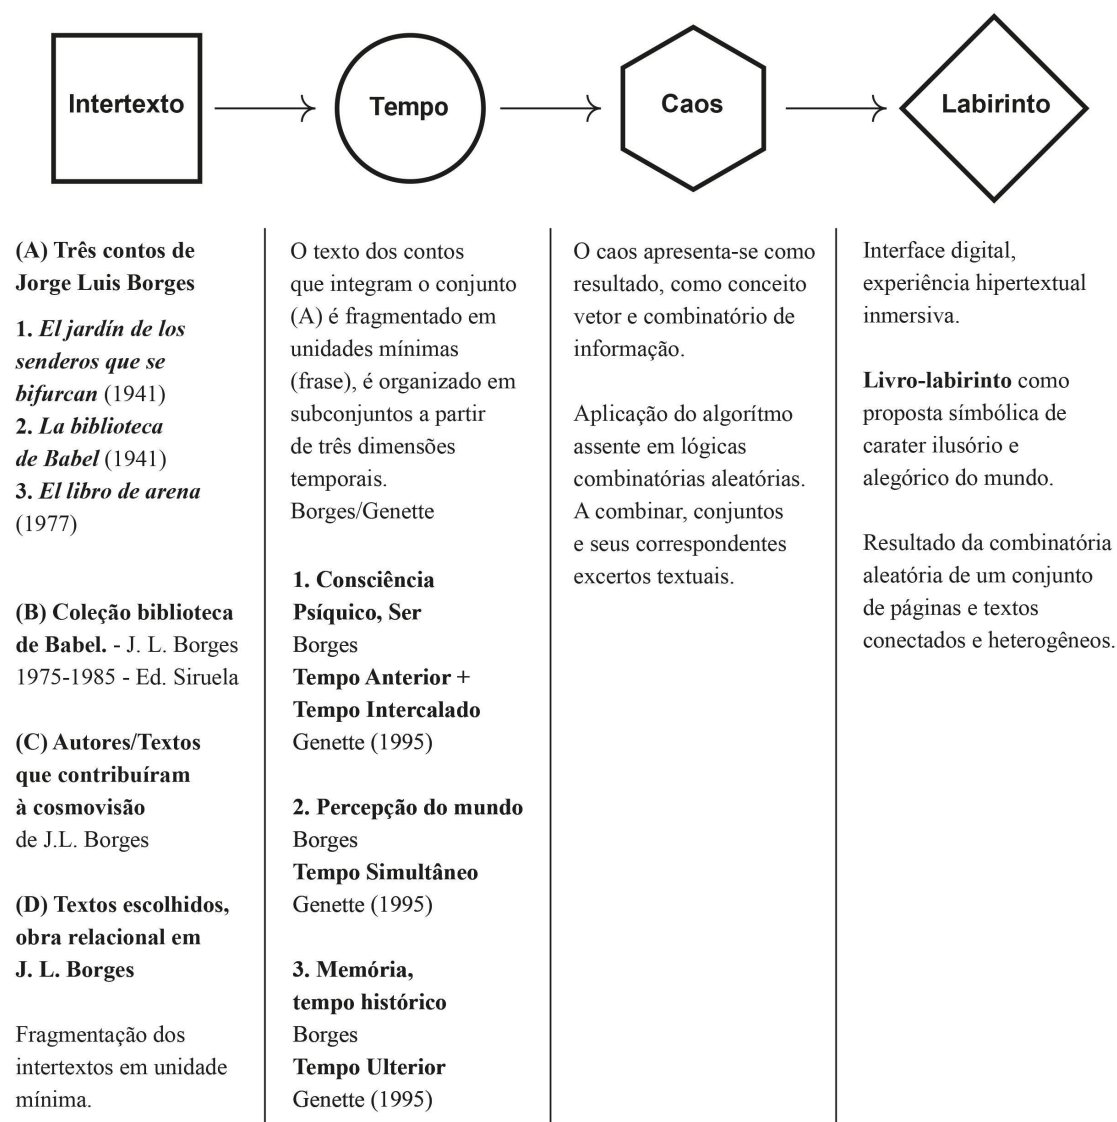 Intertexto
Tempo
Caos
Labirinto
(A) Três contos de
Jorge Luis Borges
1. El jardín de los
senderos que se
bifurcan (1941)
2. La biblioteca
de Babel (1941)
3. El libro de arena
(1977)
(B) Coleção biblioteca
de Babel. - J. L. Borges
1975-1985 - Ed. Siruela
(C) Autores/Textos
que contribuíram
à cosmovisão
de J.L. Borges
(D) Textos escolhidos,
obra relacional em
J. L. Borges
Fragmentação dos
intertextos em unidade
mínima.
O texto dos contos
que integram o conjunto
(A) é fragmentado em
unidades mínimas
(frase), é organizado em
subconjuntos a partir
de três dimensões
temporais.
Borges/Genette
1. Consciência
Psíquico, Ser
Borges
Tempo Anterior +
Tempo Intercalado
Genette (1995)
2. Percepção do mundo
Borges
Tempo Simultâneo
Genette (1995)
3. Memória,
tempo histórico
Borges
Tempo Ulterior
Genette (1995)
O caos apresenta-se como
resultado, como conceito
vetor e combinatório de
informação.
Aplicação do algorítmo
assente em lógicas
combinatórias aleatórias.
A combinar, conjuntos
e seus correspondentes
excertos textuais.
Interface digital,
experiência hipertextual
inmersiva.
Livro-labirinto como
proposta símbólica de
carater ilusório e
alegórico do mundo.
Resultado da combinatória
aleatória de um conjunto
de páginas e textos
conectados e heterogêneos.